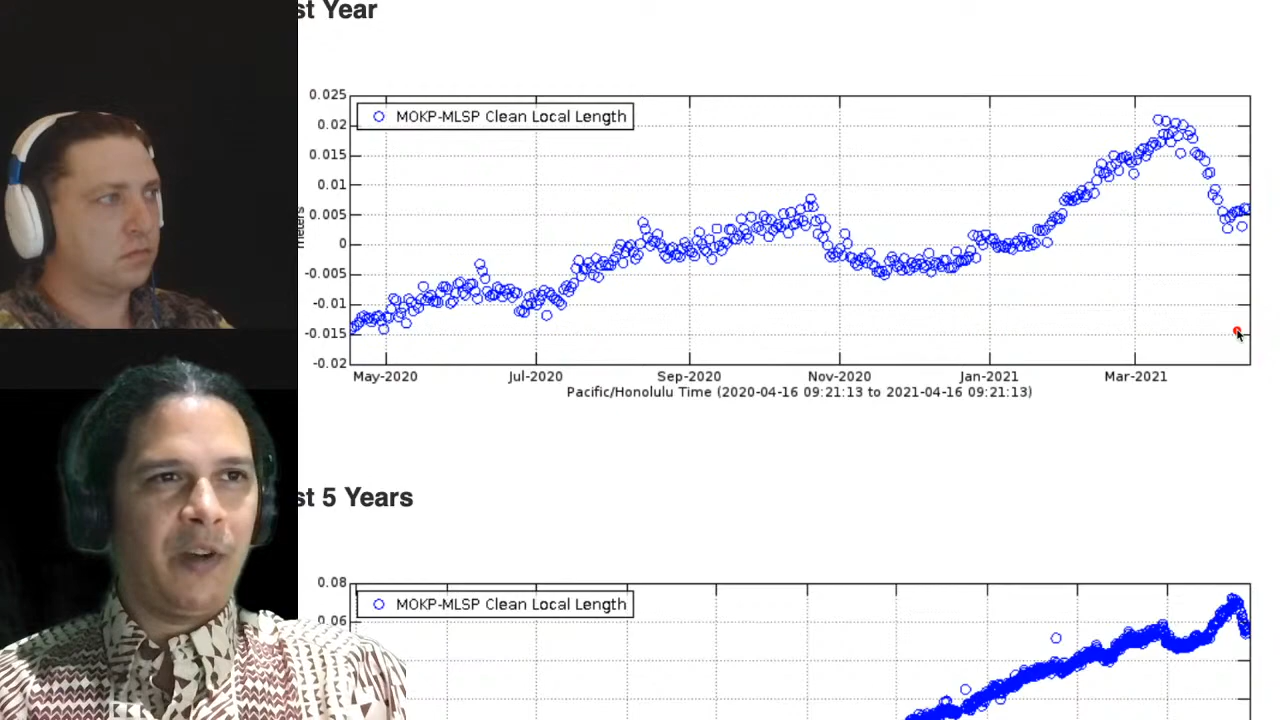 st Year
0.025
MOKP-MLSP Clean Local Length
0.02
0.015
0.01
0.005
meters
0
-0.005
-0.01
-0.015
-0.02
May-2020 Jul-2020 Sep-2020 Nov-2020 Jan-2021 Mar-2021
Pacific/Honolulu Time (2020-04-16 09:21:13 to 2021-04-16 09:21:13)
st 5 Years
0.08
MOKP-MLSP Clean Local Length
0.06